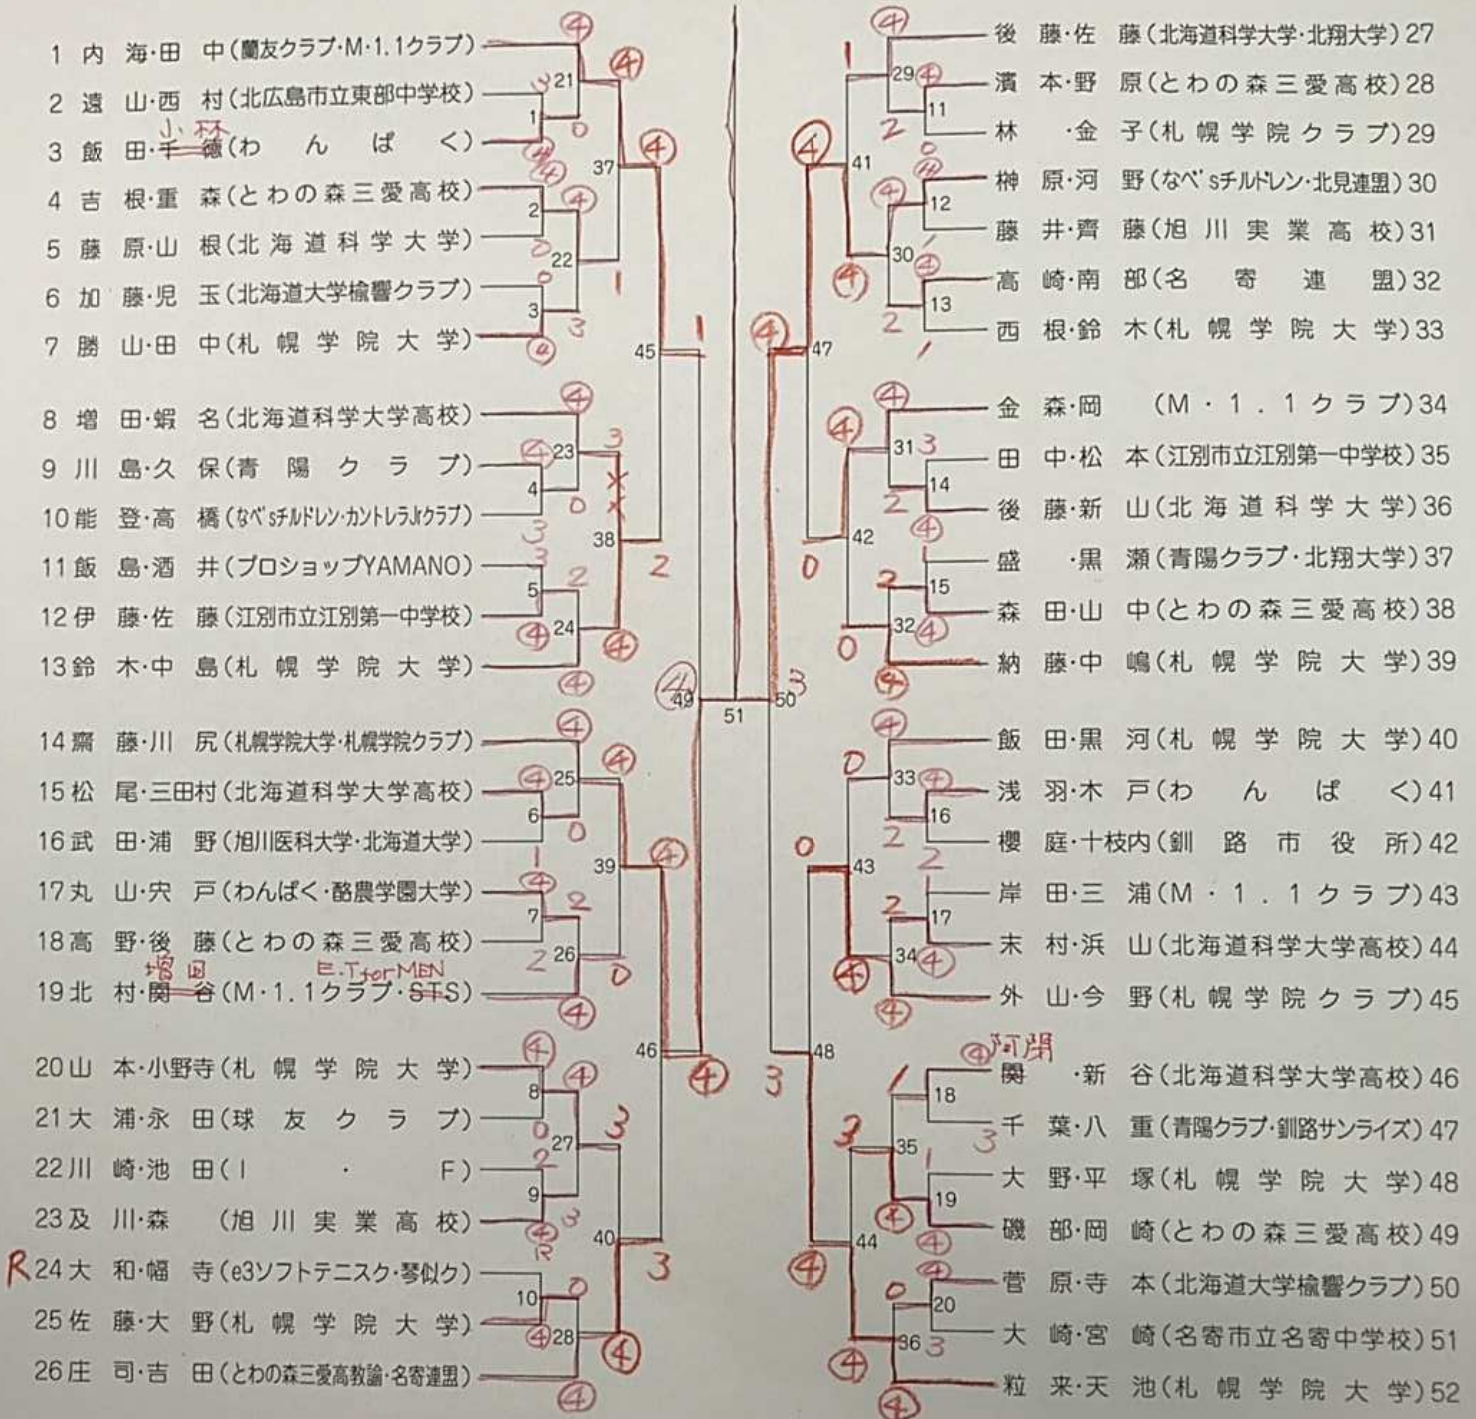 1 内海・田中(蘭友クラブ・M・1.1クラブ)
2 遠山・西村(北広島市立東部中学校)
小林
3 飯田・千徳(わんぱく)
4 吉根・重森(とわの森三愛高校)
5 藤原・山根(北海道科学大学)
6 加藤・児玉(北海道大学楡響クラブ)
7 勝山・田中(札幌学院大学)
8 増田・蝦名(北海道科学大学高校)
9 川島・久保(青陽クラブ)
10 能登・高橋(なべsチルドレン・カントレラJrクラブ)
11 飯島・酒井(プロショップYAMANO)
12 伊藤・佐藤(江別市立江別第一中学校)
13 鈴木・中島(札幌学院大学)
14 齋藤・川尻(札幌学院大学・札幌学院クラブ)
15 松尾・三田村(北海道科学大学高校)
16 武田・浦野(旭川医科大学・北海道大学)
17 丸山・宍戸(わんぱく・酪農学園大学)
18 高野・後藤(とわの森三愛高校)
増田 E.T for MEN
19 北村・関谷(M・1.1クラブ・STS)
20 山本・小野寺(札幌学院大学)
21 大浦・永田(球友クラブ)
22 川崎・池田(I・F)
23 及川・森(旭川実業高校)
R 24 大和・幅寺(e3ソフトテニスク・琴似ク)
25 佐藤・大野(札幌学院大学)
26 庄司・吉田(とわの森三愛高教諭・名寄連盟)
後藤・佐藤(北海道科学大学・北翔大学)27
濱本・野原(とわの森三愛高校)28
林・金子(札幌学院クラブ)29
榊原・河野(なべ'sチルドレン・北見連盟)30
藤井・齊藤(旭川実業高校)31
高崎・南部(名寄連盟)32
西根・鈴木(札幌学院大学)33
金森・岡(M・1.1クラブ)34
田中・松本(江別市立江別第一中学校)35
後藤・新山(北海道科学大学)36
盛・黒瀬(青陽クラブ・北翔大学)37
森田・山中(とわの森三愛高校)38
納藤・中嶋(札幌学院大学)39
飯田・黒河(札幌学院大学)40
浅羽・木戸(わんぱく)41
櫻庭・十枝内(釧路市役所)42
岸田・三浦(M・1.1クラブ)43
末村・浜山(北海道科学大学高校)44
外山・今野(札幌学院クラブ)45
阿閉
関・新谷(北海道科学大学高校)46
千葉・八重(青陽クラブ・釧路サンライズ)47
大野・平塚(札幌学院大学)48
磯部・岡崎(とわの森三愛高校)49
菅原・寺本(北海道大学楡響クラブ)50
大崎・宮崎(名寄市立名寄中学校)51
粒来・天池(札幌学院大学)52